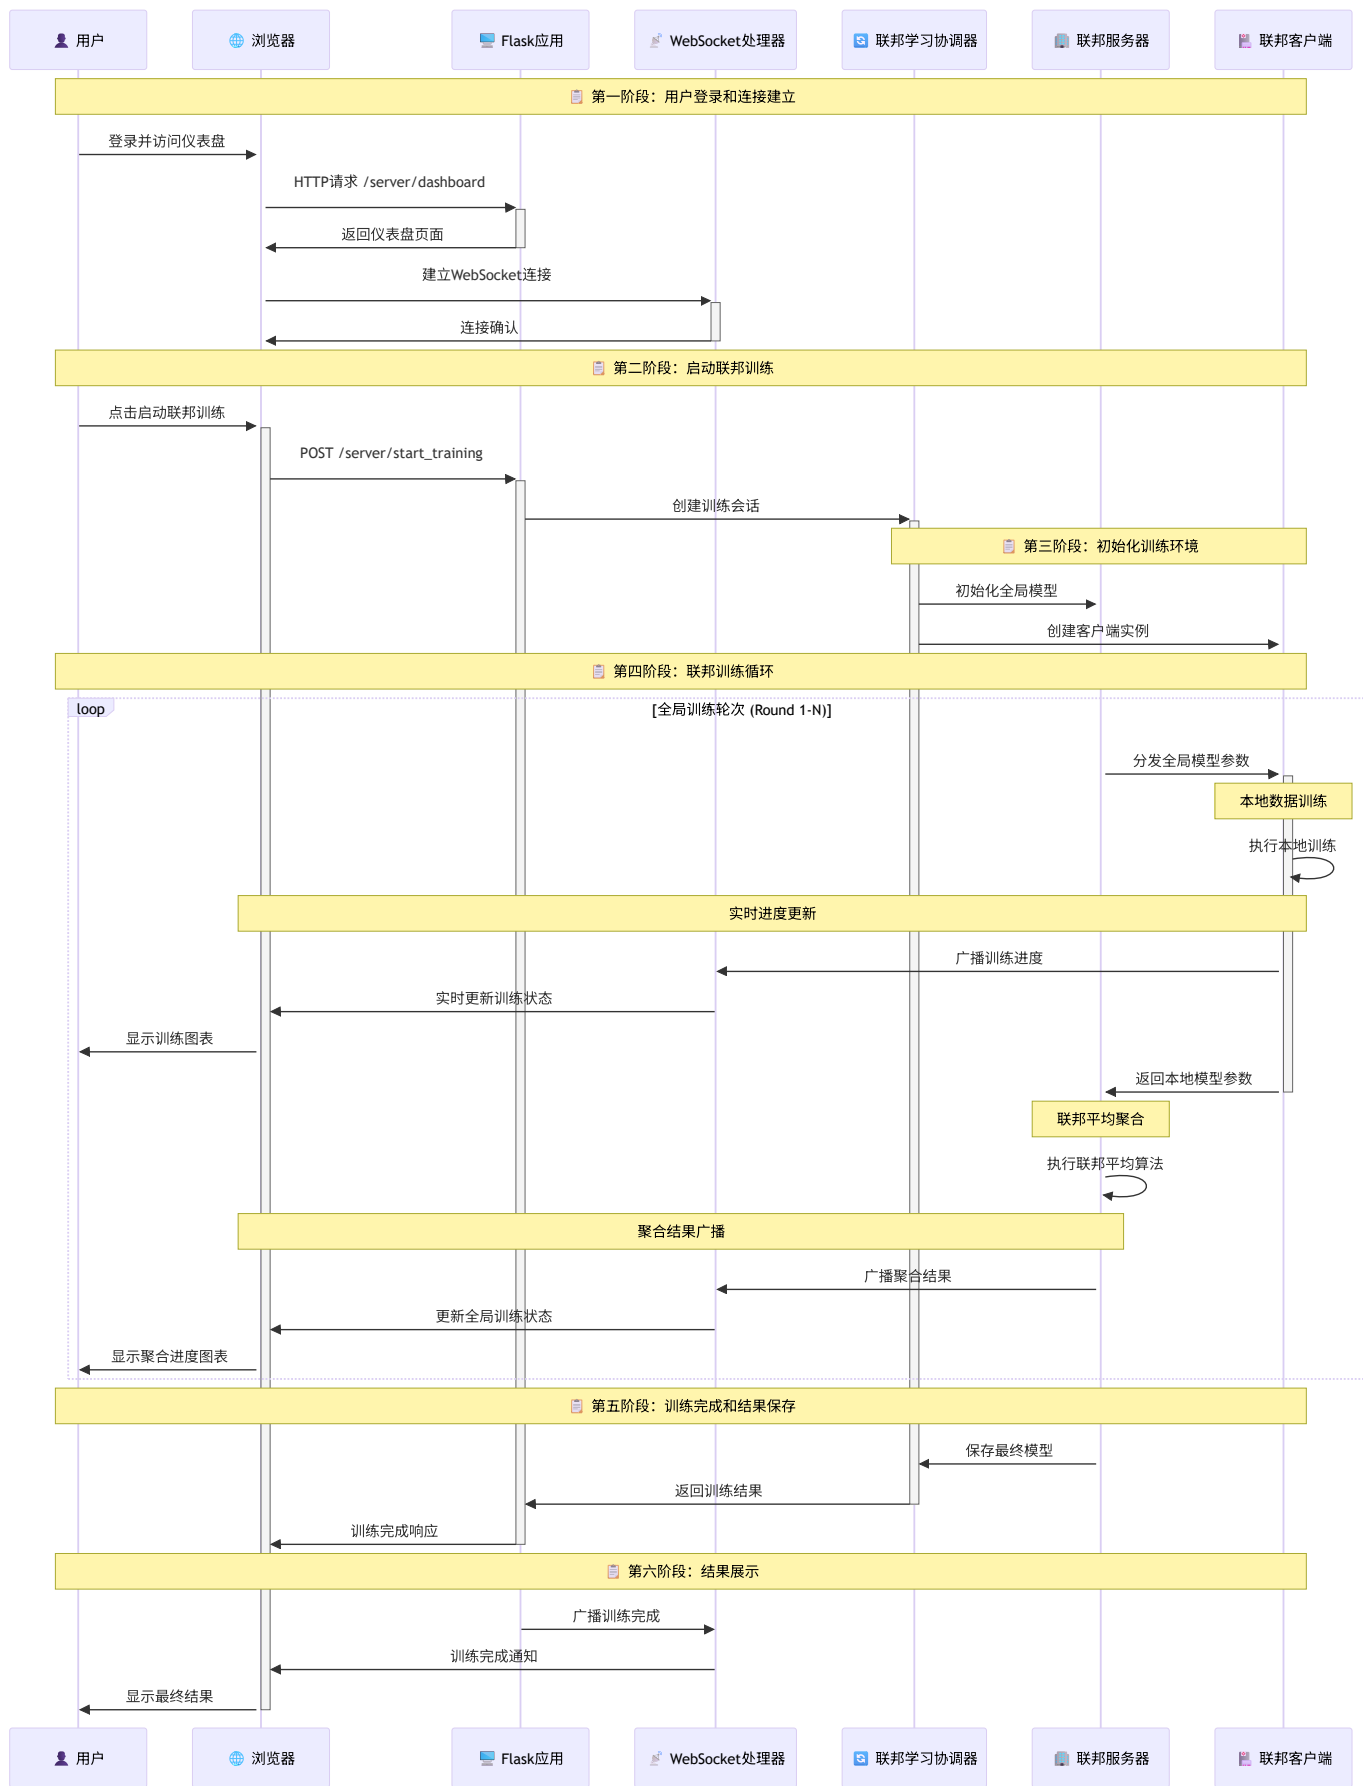 👤 用户
🌐 浏览器
🖥️ Flask应用
📡 WebSocket处理器
🔄 联邦学习协调器
🏢 联邦服务器
🏪 联邦客户端
📋 第一阶段：用户登录和连接建立
登录并访问仪表盘
HTTP请求 /server/dashboard
返回仪表盘页面
建立WebSocket连接
连接确认
📋 第二阶段：启动联邦训练
点击启动联邦训练
POST /server/start_training
创建训练会话
📋 第三阶段：初始化训练环境
初始化全局模型
创建客户端实例
📋 第四阶段：联邦训练循环
loop
[全局训练轮次 (Round 1-N)]
分发全局模型参数
本地数据训练
执行本地训练
实时进度更新
广播训练进度
实时更新训练状态
显示训练图表
返回本地模型参数
联邦平均聚合
执行联邦平均算法
聚合结果广播
广播聚合结果
更新全局训练状态
显示聚合进度图表
📋 第五阶段：训练完成和结果保存
保存最终模型
返回训练结果
训练完成响应
📋 第六阶段：结果展示
广播训练完成
训练完成通知
显示最终结果
👤 用户
🌐 浏览器
🖥️ Flask应用
📡 WebSocket处理器
🔄 联邦学习协调器
🏢 联邦服务器
🏪 联邦客户端